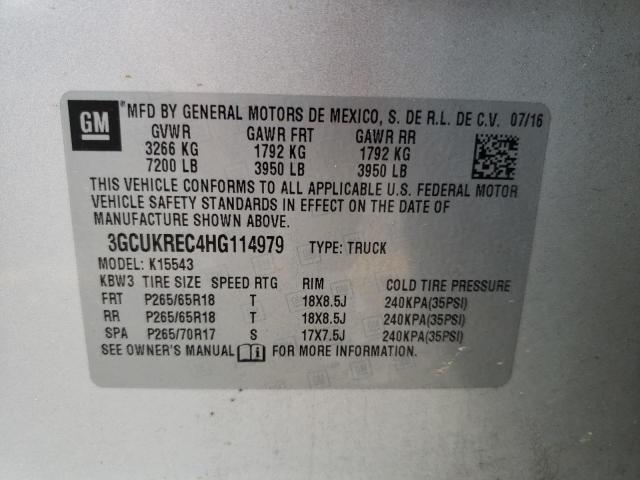 GM ® MFD BY GENERAL MOTORS DE MEXICO, S. DE R.L. DE C.V. 07/16
GVWR GAWR FRT GAWR RR
3266 KG 1792 KG 1792 KG
7200 LB 3950 LB 3950 LB
THIS VEHICLE CONFORMS TO ALL APPLICABLE U.S. FEDERAL MOTOR
VEHICLE SAFETY STANDARDS IN EFFECT ON THE DATE OF
MANUFACTURE SHOWN ABOVE.
3GCUKREC4HG114979 TYPE: TRUCK
MODEL: K15543
KBW3 TIRE SIZE SPEED RTG RIM COLD TIRE PRESSURE
FRT P265/65R18 T 18X8.5J 240KPA(35PSI)
RR P265/65R18 T 18X8.5J 240KPA(35PSI)
SPA P265/70R17 S 17X7.5J 240KPA(35PSI)
SEE OWNER'S MANUAL FOR MORE INFORMATION.